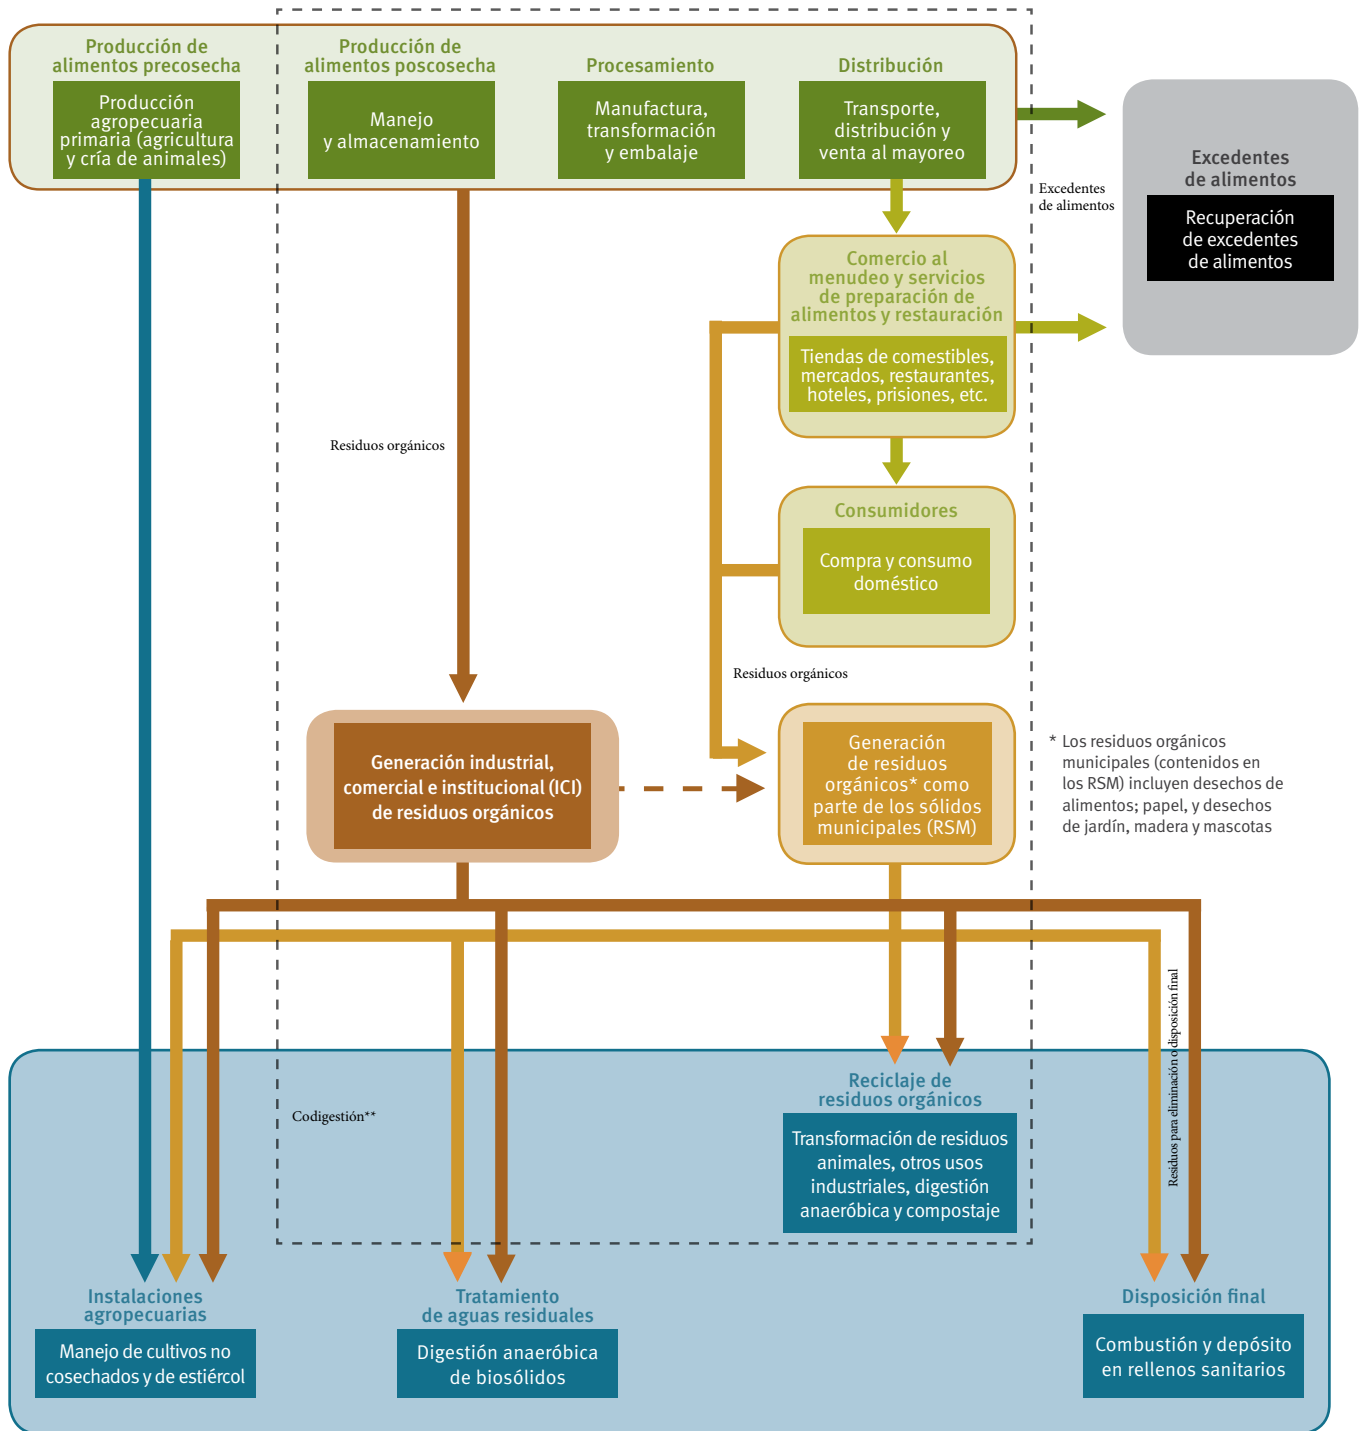 Producción de
alimentos precosecha
Producción
agropecuaria
primaria (agricultura
y cría de animales)
Producción de
alimentos poscosecha
Manejo
y almacenamiento
Procesamiento
Manufactura,
transformación
y embalaje
Distribución
Transporte,
distribución y
venta al mayoreo
Excedentes
de alimentos
Excedentes
de alimentos
Recuperación
de excedentes
de alimentos
Comercio al
menudeo y servicios
de preparación de
alimentos y restauración
Tiendas de comestibles,
mercados, restaurantes,
hoteles, prisiones, etc.
Residuos orgánicos
Consumidores
Compra y consumo
doméstico
Residuos orgánicos
Generación industrial,
comercial e institucional (ICI)
de residuos orgánicos
Generación
de residuos
orgánicos* como
parte de los sólidos
municipales (RSM)
* Los residuos orgánicos
municipales (contenidos en
los RSM) incluyen desechos de
alimentos; papel, y desechos
de jardín, madera y mascotas
Residuos para eliminación o disposición final
Codigestión**
Reciclaje de
residuos orgánicos
Transformación de residuos
animales, otros usos
industriales, digestión
anaeróbica y compostaje
Instalaciones
agropecuarias
Manejo de cultivos no
cosechados y de estiércol
Tratamiento
de aguas residuales
Digestión anaeróbica
de biosólidos
Disposición final
Combustión y depósito
en rellenos sanitarios